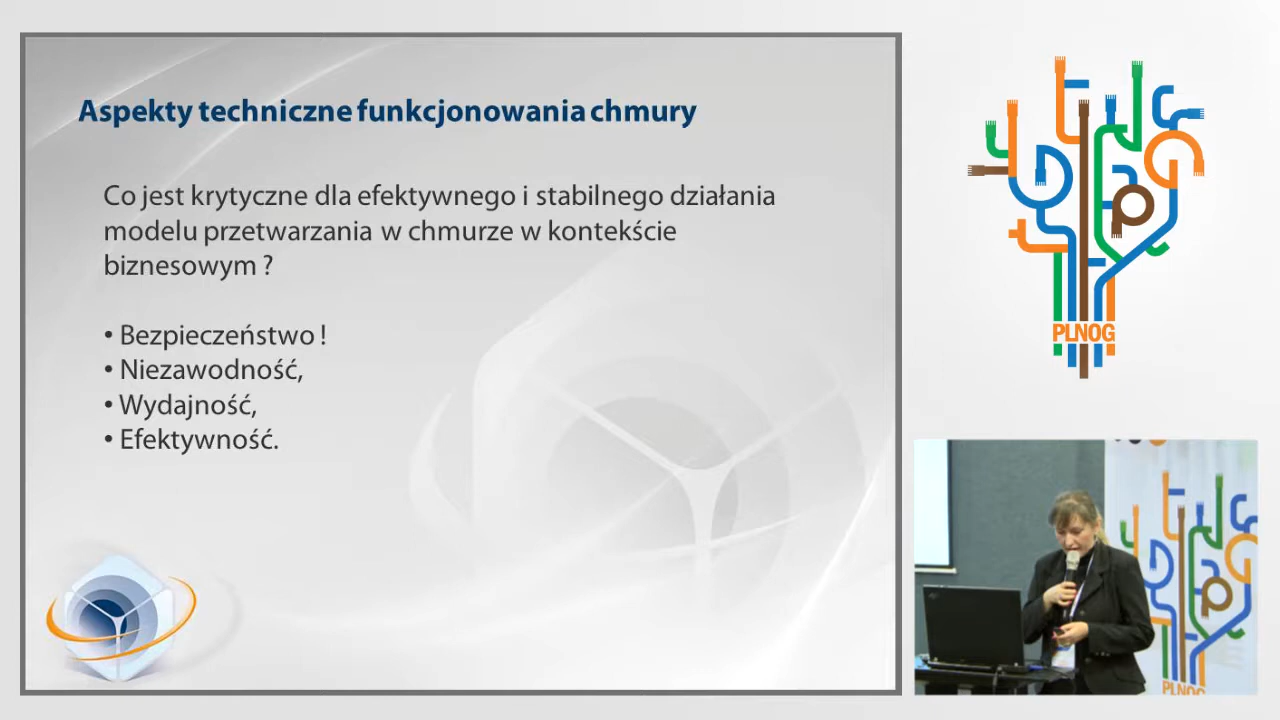 Aspekty techniczne funkcjonowania chmury
Co jest krytyczne dla efektywnego i stabilnego działania
modelu przetwarzania w chmurze w kontekście
biznesowym ?
• Bezpieczeństwo !
• Niezawodność,
• Wydajność,
• Efektywność.
PLNOG
PLNOG